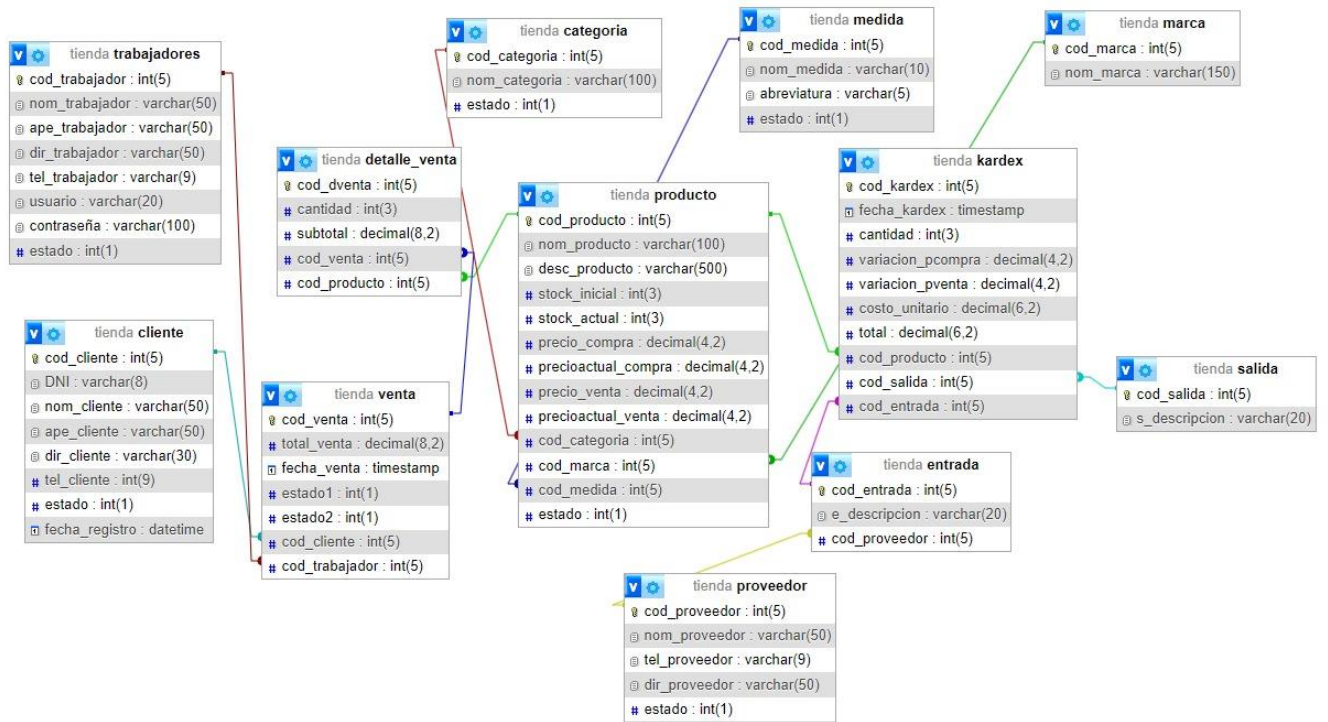 tienda trabajadores
cod_trabajador : int(5)
nom_trabajador : varchar(50)
ape_trabajador : varchar(50)
dir_trabajador : varchar(50)
tel_trabajador : varchar(9)
usuario : varchar(20)
contraseña : varchar(100)
# estado : int(1)
tienda categoria
cod_categoria : int(5)
nom_categoria : varchar(100)
# estado : int(1)
tienda medida
cod_medida : int(5)
nom_medida : varchar(10)
abreviatura : varchar(5)
# estado : int(1)
tienda marca
cod_marca : int(5)
nom_marca : varchar(150)
tienda detalle_venta
cod_dventa : int(5)
# cantidad : int(3)
# subtotal : decimal(8,2)
# cod_venta : int(5)
# cod_producto : int(5)
tienda producto
cod_producto : int(5)
nom_producto : varchar(100)
desc_producto : varchar(500)
# stock_inicial : int(3)
# stock_actual : int(3)
# precio_compra : decimal(4,2)
# precioactual_compra : decimal(4,2)
# precio_venta : decimal(4,2)
# precioactual_venta : decimal(4,2)
# cod_categoria : int(5)
# cod_marca : int(5)
# cod_medida : int(5)
# estado : int(1)
tienda kardex
cod_kardex : int(5)
fecha_kardex : timestamp
# cantidad : int(3)
# variacion_pcompra : decimal(4,2)
# variacion_pventa : decimal(4,2)
# costo_unitario : decimal(6,2)
# total : decimal(6,2)
# cod_producto : int(5)
# cod_salida : int(5)
# cod_entrada : int(5)
tienda cliente
cod_cliente : int(5)
DNI : varchar(8)
nom_cliente : varchar(50)
ape_cliente : varchar(50)
dir_cliente : varchar(30)
# tel_cliente : int(9)
# estado : int(1)
fecha_registro : datetime
tienda venta
cod_venta : int(5)
# total_venta : decimal(8,2)
fecha_venta : timestamp
# estado1 : int(1)
# estado2 : int(1)
# cod_cliente : int(5)
# cod_trabajador : int(5)
tienda salida
cod_salida : int(5)
s_descripcion : varchar(20)
tienda entrada
cod_entrada : int(5)
e_descripcion : varchar(20)
# cod_proveedor : int(5)
tienda proveedor
cod_proveedor : int(5)
nom_proveedor : varchar(50)
tel_proveedor : varchar(9)
dir_proveedor : varchar(50)
# estado : int(1)